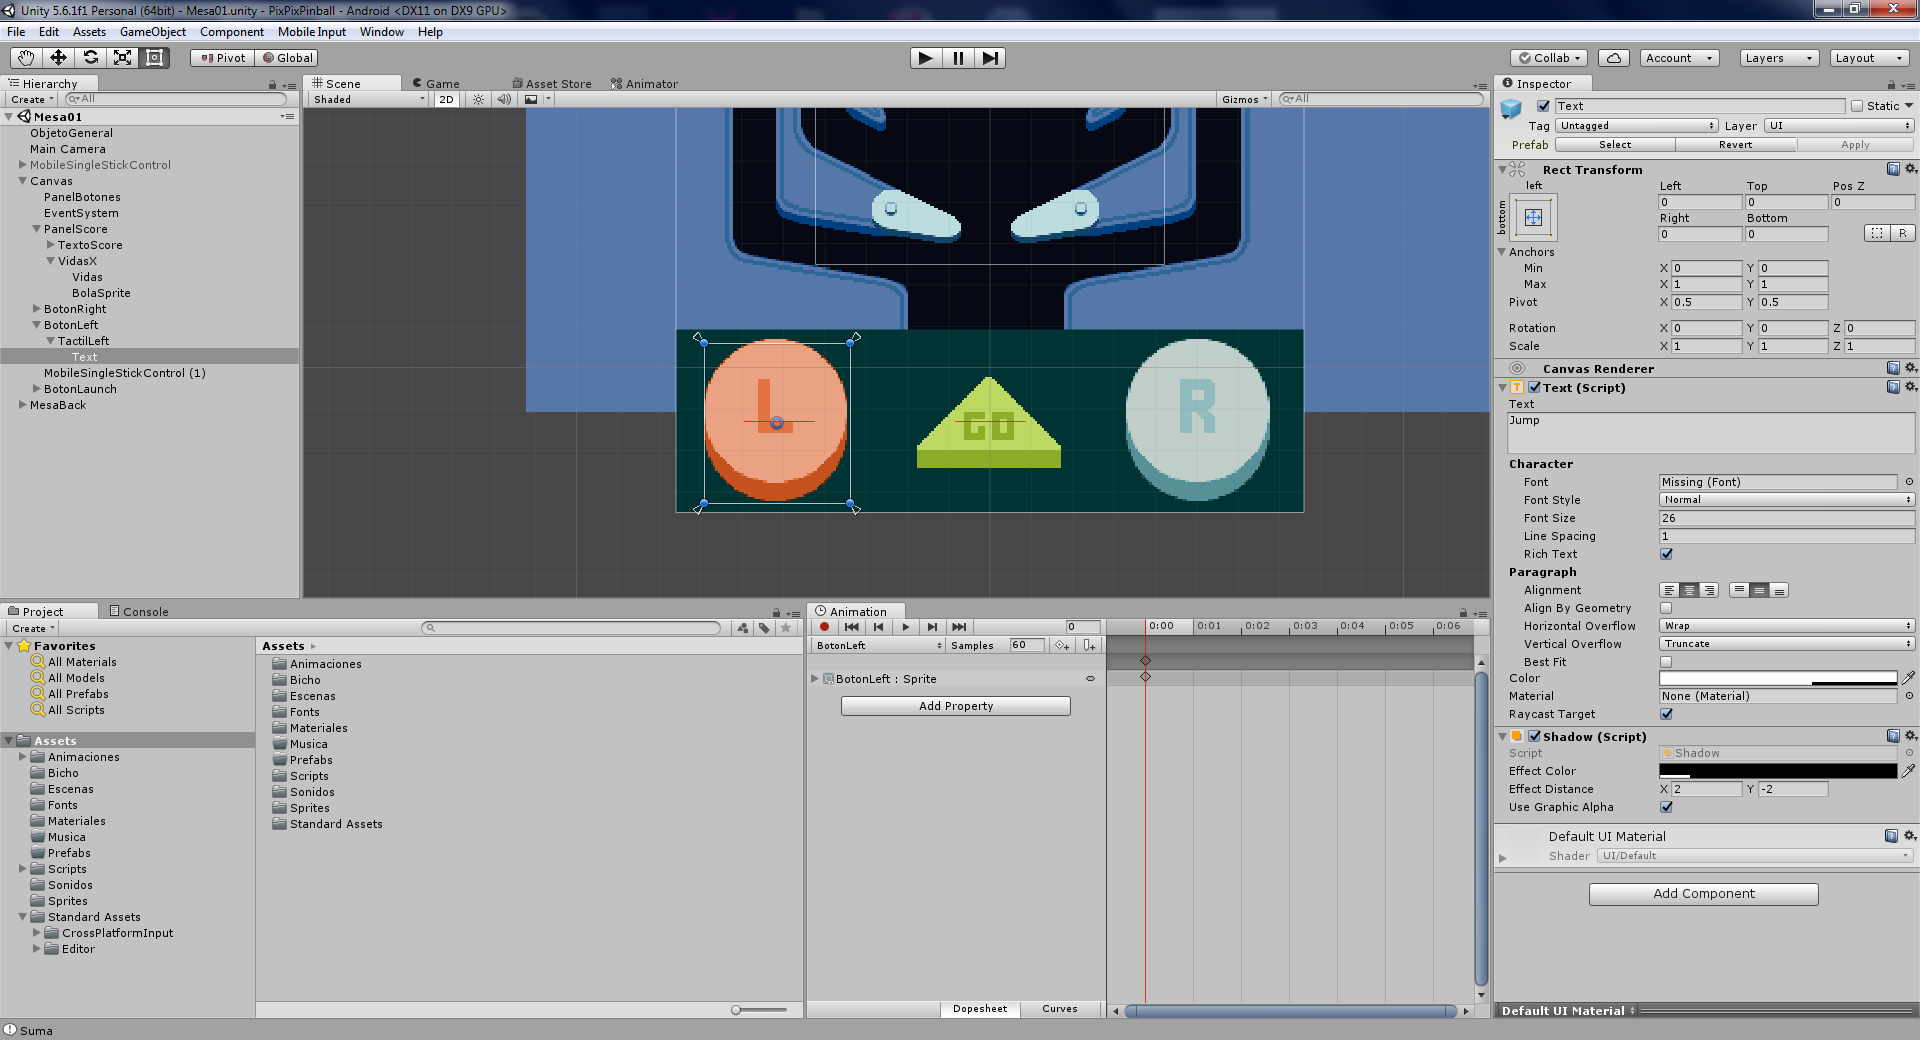 Unity 5.6.1f1 Personal (64bit) - Mesa01.unity - PixPixPinball - Android <DX11 on DX9 GPU>
File Edit Assets GameObject Component Mobile Input Window Help
Pivot Global Collab Account Layers Layout
Hierarchy
Create All
Mesa01
ObjetoGeneral
Main Camera
MobileSingleStickControl
Canvas
PanelBotones
EventSystem
PanelScore
TextoScore
VidasX
Vidas
BolaSprite
BotonRight
BotonLeft
TactilLeft
Text
MobileSingleStickControl (1)
BotonLaunch
MesaBack
Scene Game Asset Store Animator
Shaded 2D Gizmos All
L GO R
Project Console
Create
Favorites
All Materials
All Models
All Prefabs
All Scripts
Assets
Animaciones
Bicho
Escenas
Fonts
Materiales
Musica
Prefabs
Scripts
Sonidos
Sprites
Standard Assets
CrossPlatformInput
Editor
Assets
Animaciones
Bicho
Escenas
Fonts
Materiales
Musica
Prefabs
Scripts
Sonidos
Sprites
Standard Assets
Animation
0 0:00 0:01 0:02 0:03 0:04 0:05 0:06
BotonLeft Samples 60
BotonLeft : Sprite
Add Property
Dopesheet Curves
Inspector
Text Static
Tag Untagged Layer UI
Prefab Select Revert Apply
Rect Transform
left Left Top Pos Z
bottom 0 0 0
Right Bottom
0 0 R
Anchors
Min X 0 Y 0
Max X 1 Y 1
Pivot X 0.5 Y 0.5
Rotation X 0 Y 0 Z 0
Scale X 1 Y 1 Z 1
Canvas Renderer
Text (Script)
Text
Jump
Character
Font Missing (Font)
Font Style Normal
Font Size 26
Line Spacing 1
Rich Text
Paragraph
Alignment
Align By Geometry
Horizontal Overflow Wrap
Vertical Overflow Truncate
Best Fit
Color
Material None (Material)
Raycast Target
Shadow (Script)
Script Shadow
Effect Color
Effect Distance X 2 Y -2
Use Graphic Alpha
Default UI Material
Shader UI/Default
Add Component
Default UI Material
Suma